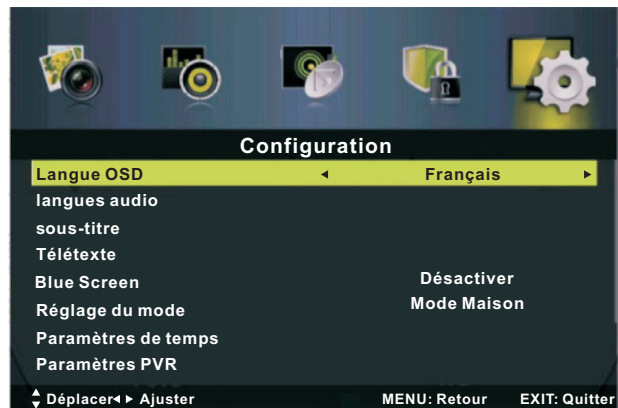 Configuration
Langue OSD Français
langues audio
sous-titre
Télétexte
Blue Screen Désactiver
Réglage du mode Mode Maison
Paramètres de temps
Paramètres PVR
Déplacer Ajuster MENU: Retour EXIT: Quitter